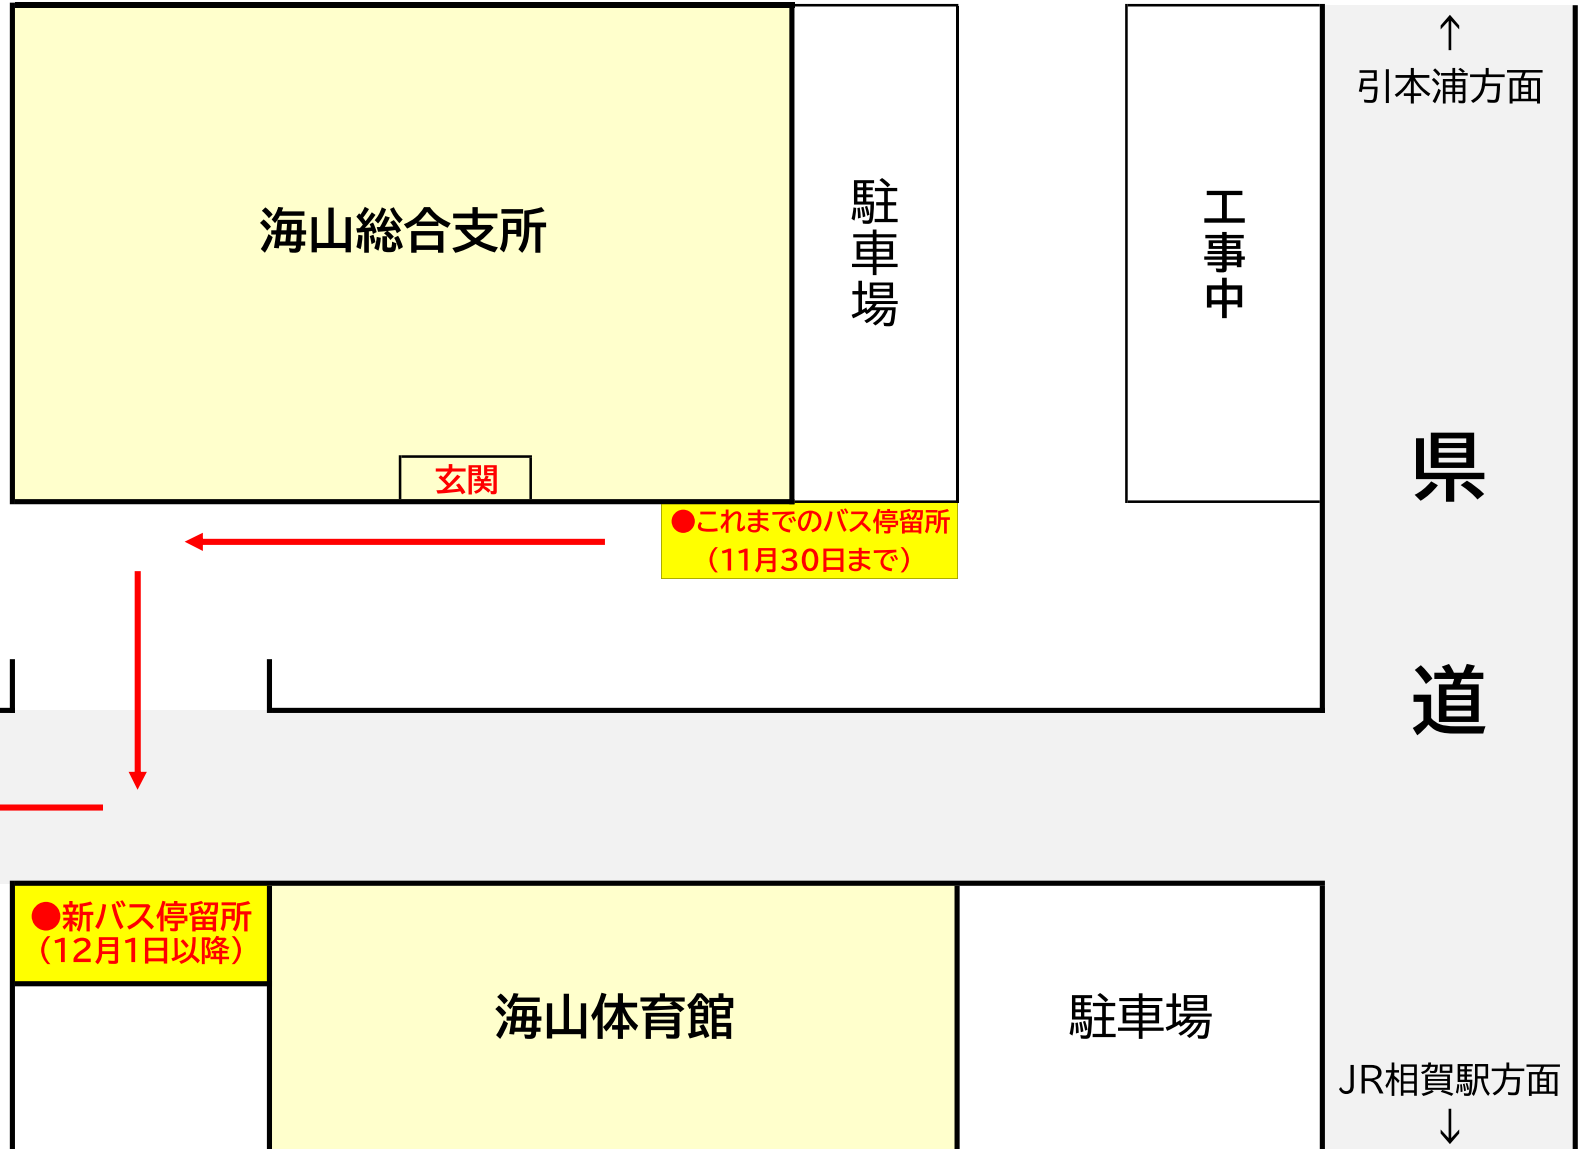 ↑
引本浦方面
海山総合支所
駐車場
工事中
県道
玄関
●これまでのバス停留所
（11月30日まで）
●新バス停留所
（12月1日以降）
海山体育館
駐車場
JR相賀駅方面
↓